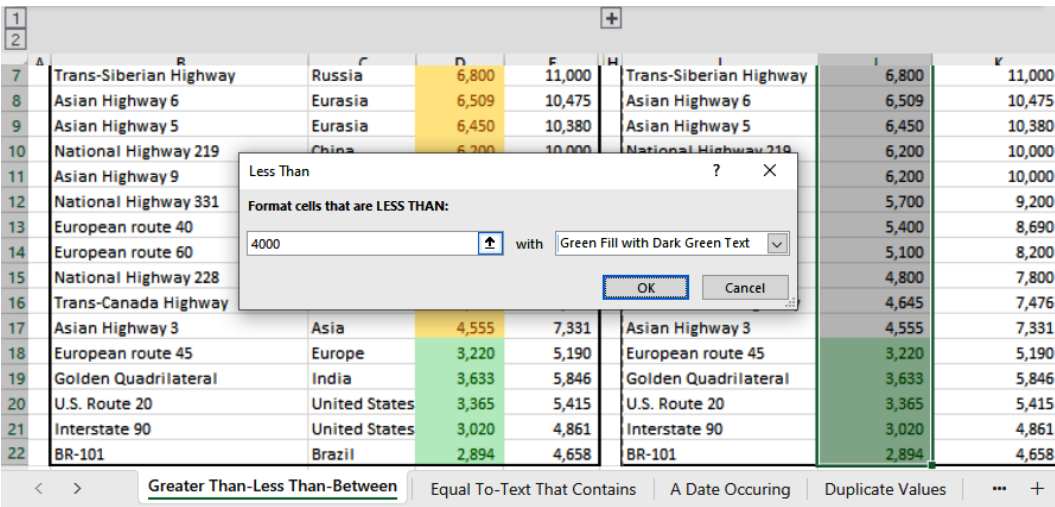 1
2
+
A B C D E H I J K
7 Trans-Siberian Highway Russia 6,800 11,000 Trans-Siberian Highway 6,800 11,000
8 Asian Highway 6 Eurasia 6,509 10,475 Asian Highway 6 6,509 10,475
9 Asian Highway 5 Eurasia 6,450 10,380 Asian Highway 5 6,450 10,380
10 National Highway 219 China 6,200 10,000 National Highway 219 6,200 10,000
11 Asian Highway 9 6,200 10,000
12 National Highway 331 5,700 9,200
13 European route 40 5,400 8,690
14 European route 60 5,100 8,200
15 National Highway 228 4,800 7,800
16 Trans-Canada Highway 4,645 7,476
Less Than ? ×
Format cells that are LESS THAN:
4000 with Green Fill with Dark Green Text
OK Cancel
17 Asian Highway 3 Asia 4,555 7,331 Asian Highway 3 4,555 7,331
18 European route 45 Europe 3,220 5,190 European route 45 3,220 5,190
19 Golden Quadrilateral India 3,633 5,846 Golden Quadrilateral 3,633 5,846
20 U.S. Route 20 United States 3,365 5,415 U.S. Route 20 3,365 5,415
21 Interstate 90 United States 3,020 4,861 Interstate 90 3,020 4,861
22 BR-101 Brazil 2,894 4,658 BR-101 2,894 4,658
< > Greater Than-Less Than-Between Equal To-Text That Contains A Date Occuring Duplicate Values ••• +